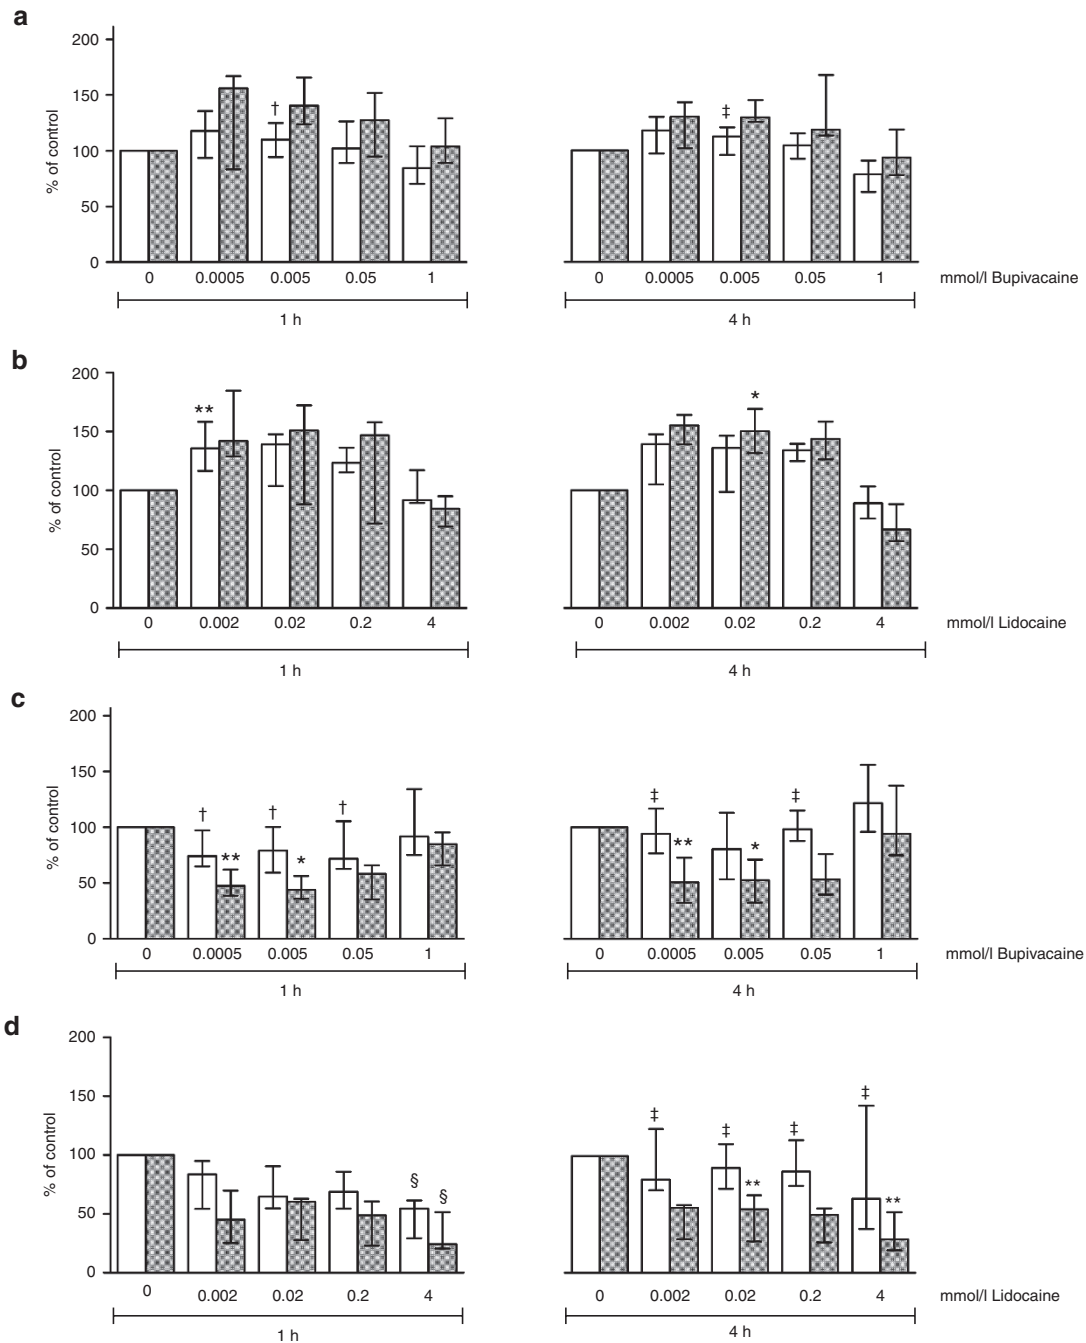 a
200
150
100
50
0
% of control
†
‡
0 0.0005 0.005 0.05 1
0 0.0005 0.005 0.05 1
mmol/l Bupivacaine
1 h
4 h
b
200
150
100
50
0
% of control
**
*
0 0.002 0.02 0.2 4
0 0.002 0.02 0.2 4
mmol/l Lidocaine
1 h
4 h
c
200
150
100
50
0
% of control
† ** † * †
‡ ** * ‡
0 0.0005 0.005 0.05 1
0 0.0005 0.005 0.05 1
mmol/l Bupivacaine
1 h
4 h
d
200
150
100
50
0
% of control
§ §
‡ ‡ ** ‡ ‡ **
0 0.002 0.02 0.2 4
0 0.002 0.02 0.2 4
mmol/l Lidocaine
1 h
4 h